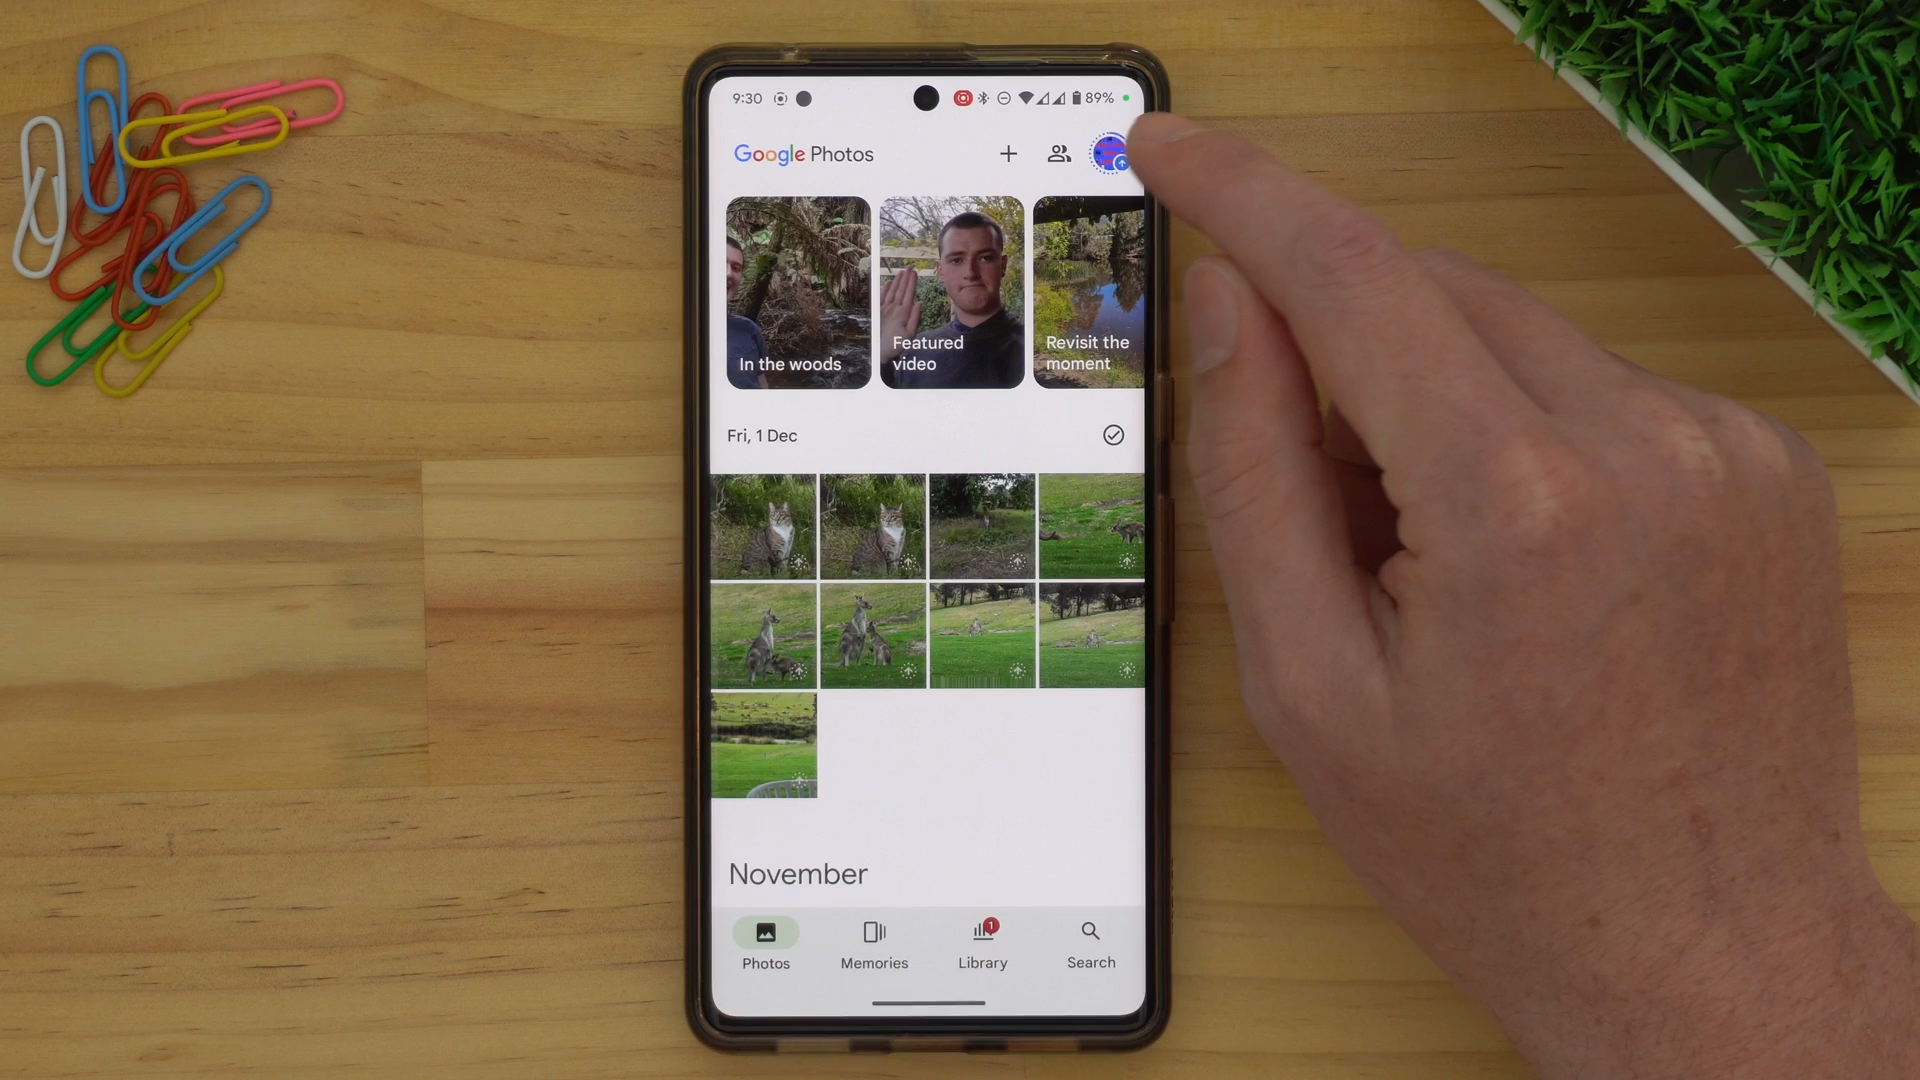 9:30
89%
Google Photos
In the woods
Featured
video
Revisit the
moment
Fri, 1 Dec
November
1
Photos
Memories
Library
Search